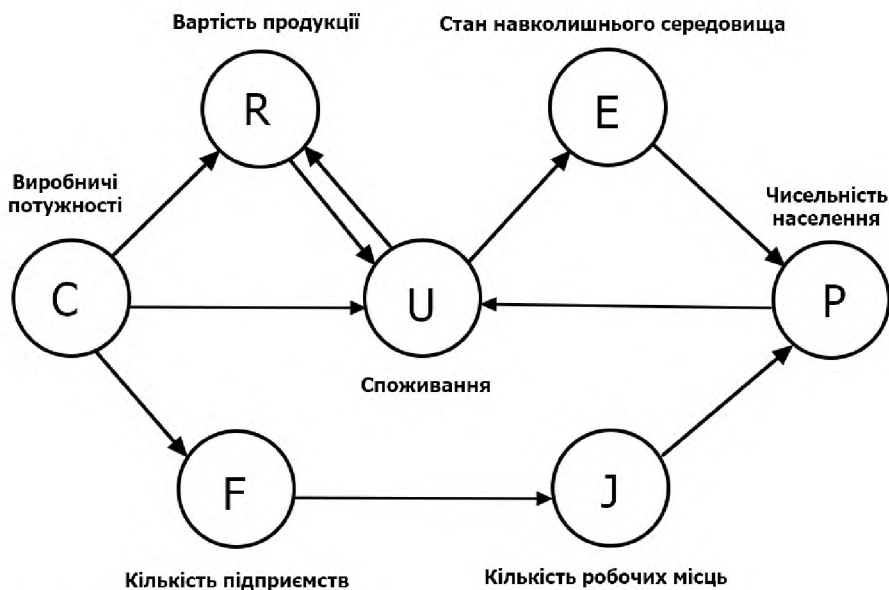 Вартість продукції
Стан навколишнього середовища
R
E
Виробничі
потужності
Чисельність
населення
C
U
P
Споживання
F
J
Кількість підприємств
Кількість робочих місць